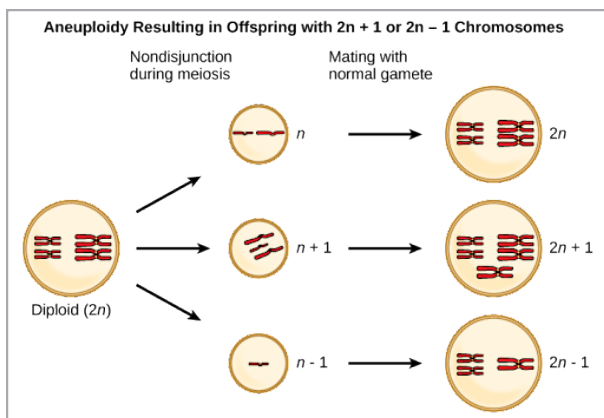 Aneuploidy Resulting in Offspring with 2n + 1 or 2n – 1 Chromosomes
Nondisjunction
during meiosis
Mating with
normal gamete
n
2n
n + 1
2n + 1
Diploid (2n)
n - 1
2n - 1